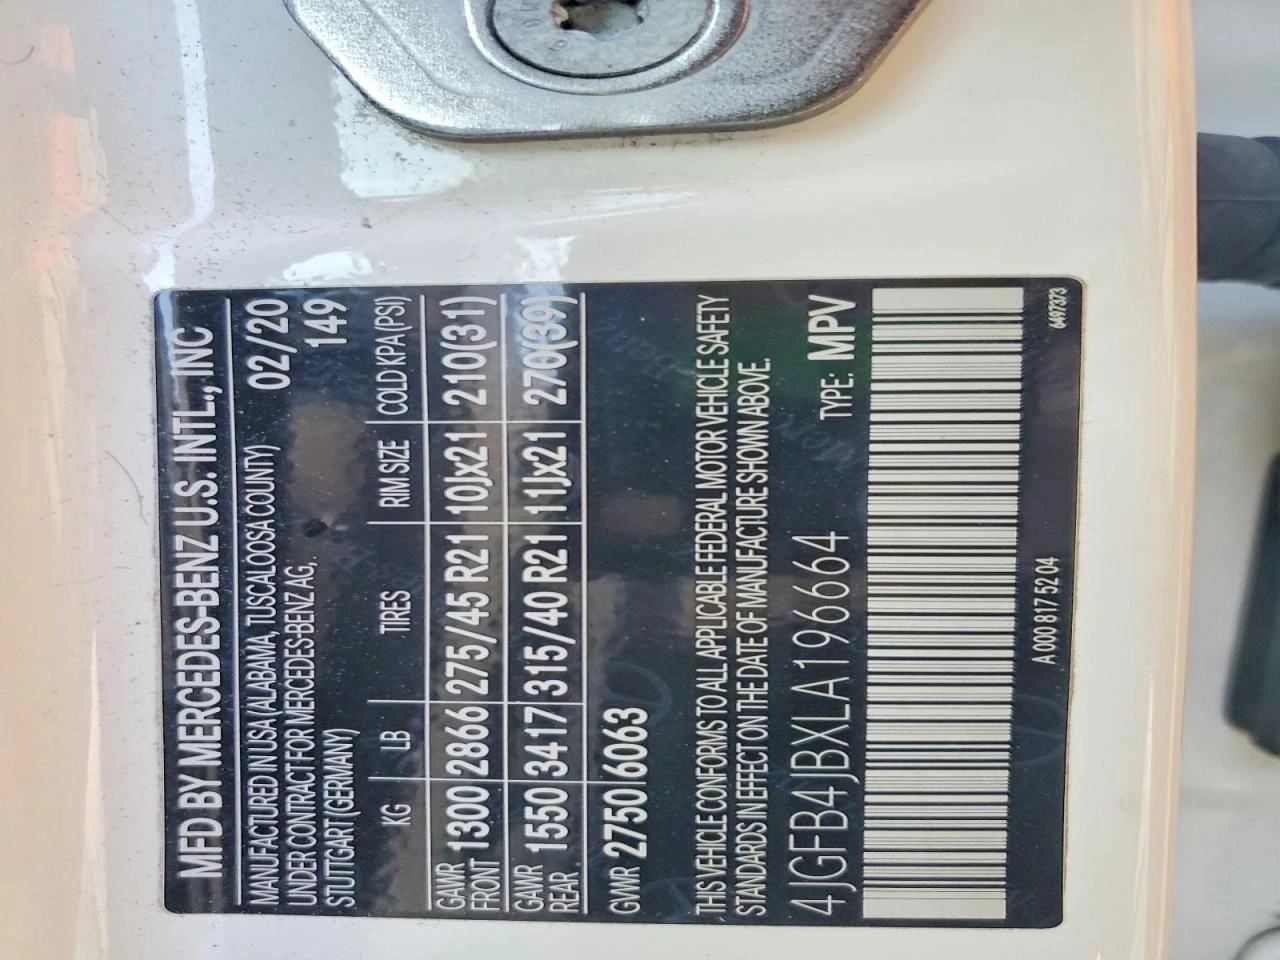 MFD BY MERCEDES-BENZ U.S. INTL., INC
MANUFACTURED IN USA (ALABAMA, TUSCALOOSA COUNTY) 02/20
UNDER CONTRACT FOR MERCEDES-BENZ AG, 149
STUTTGART (GERMANY)
KG LB TIRES RIM SIZE COLD KPA (PSI)
GAWR FRONT 1300 2866 275/45 R21 10Jx21 210(31)
GAWR REAR 1550 3417 315/40 R21 11Jx21 270(39)
GVWR 2750 6063
THIS VEHICLE CONFORMS TO ALL APPLICABLE FEDERAL MOTOR VEHICLE SAFETY
STANDARDS IN EFFECT ON THE DATE OF MANUFACTURE SHOWN ABOVE.
4JGFB4JBXLA196664 TYPE: MPV
A 000 817 52 04
6497373